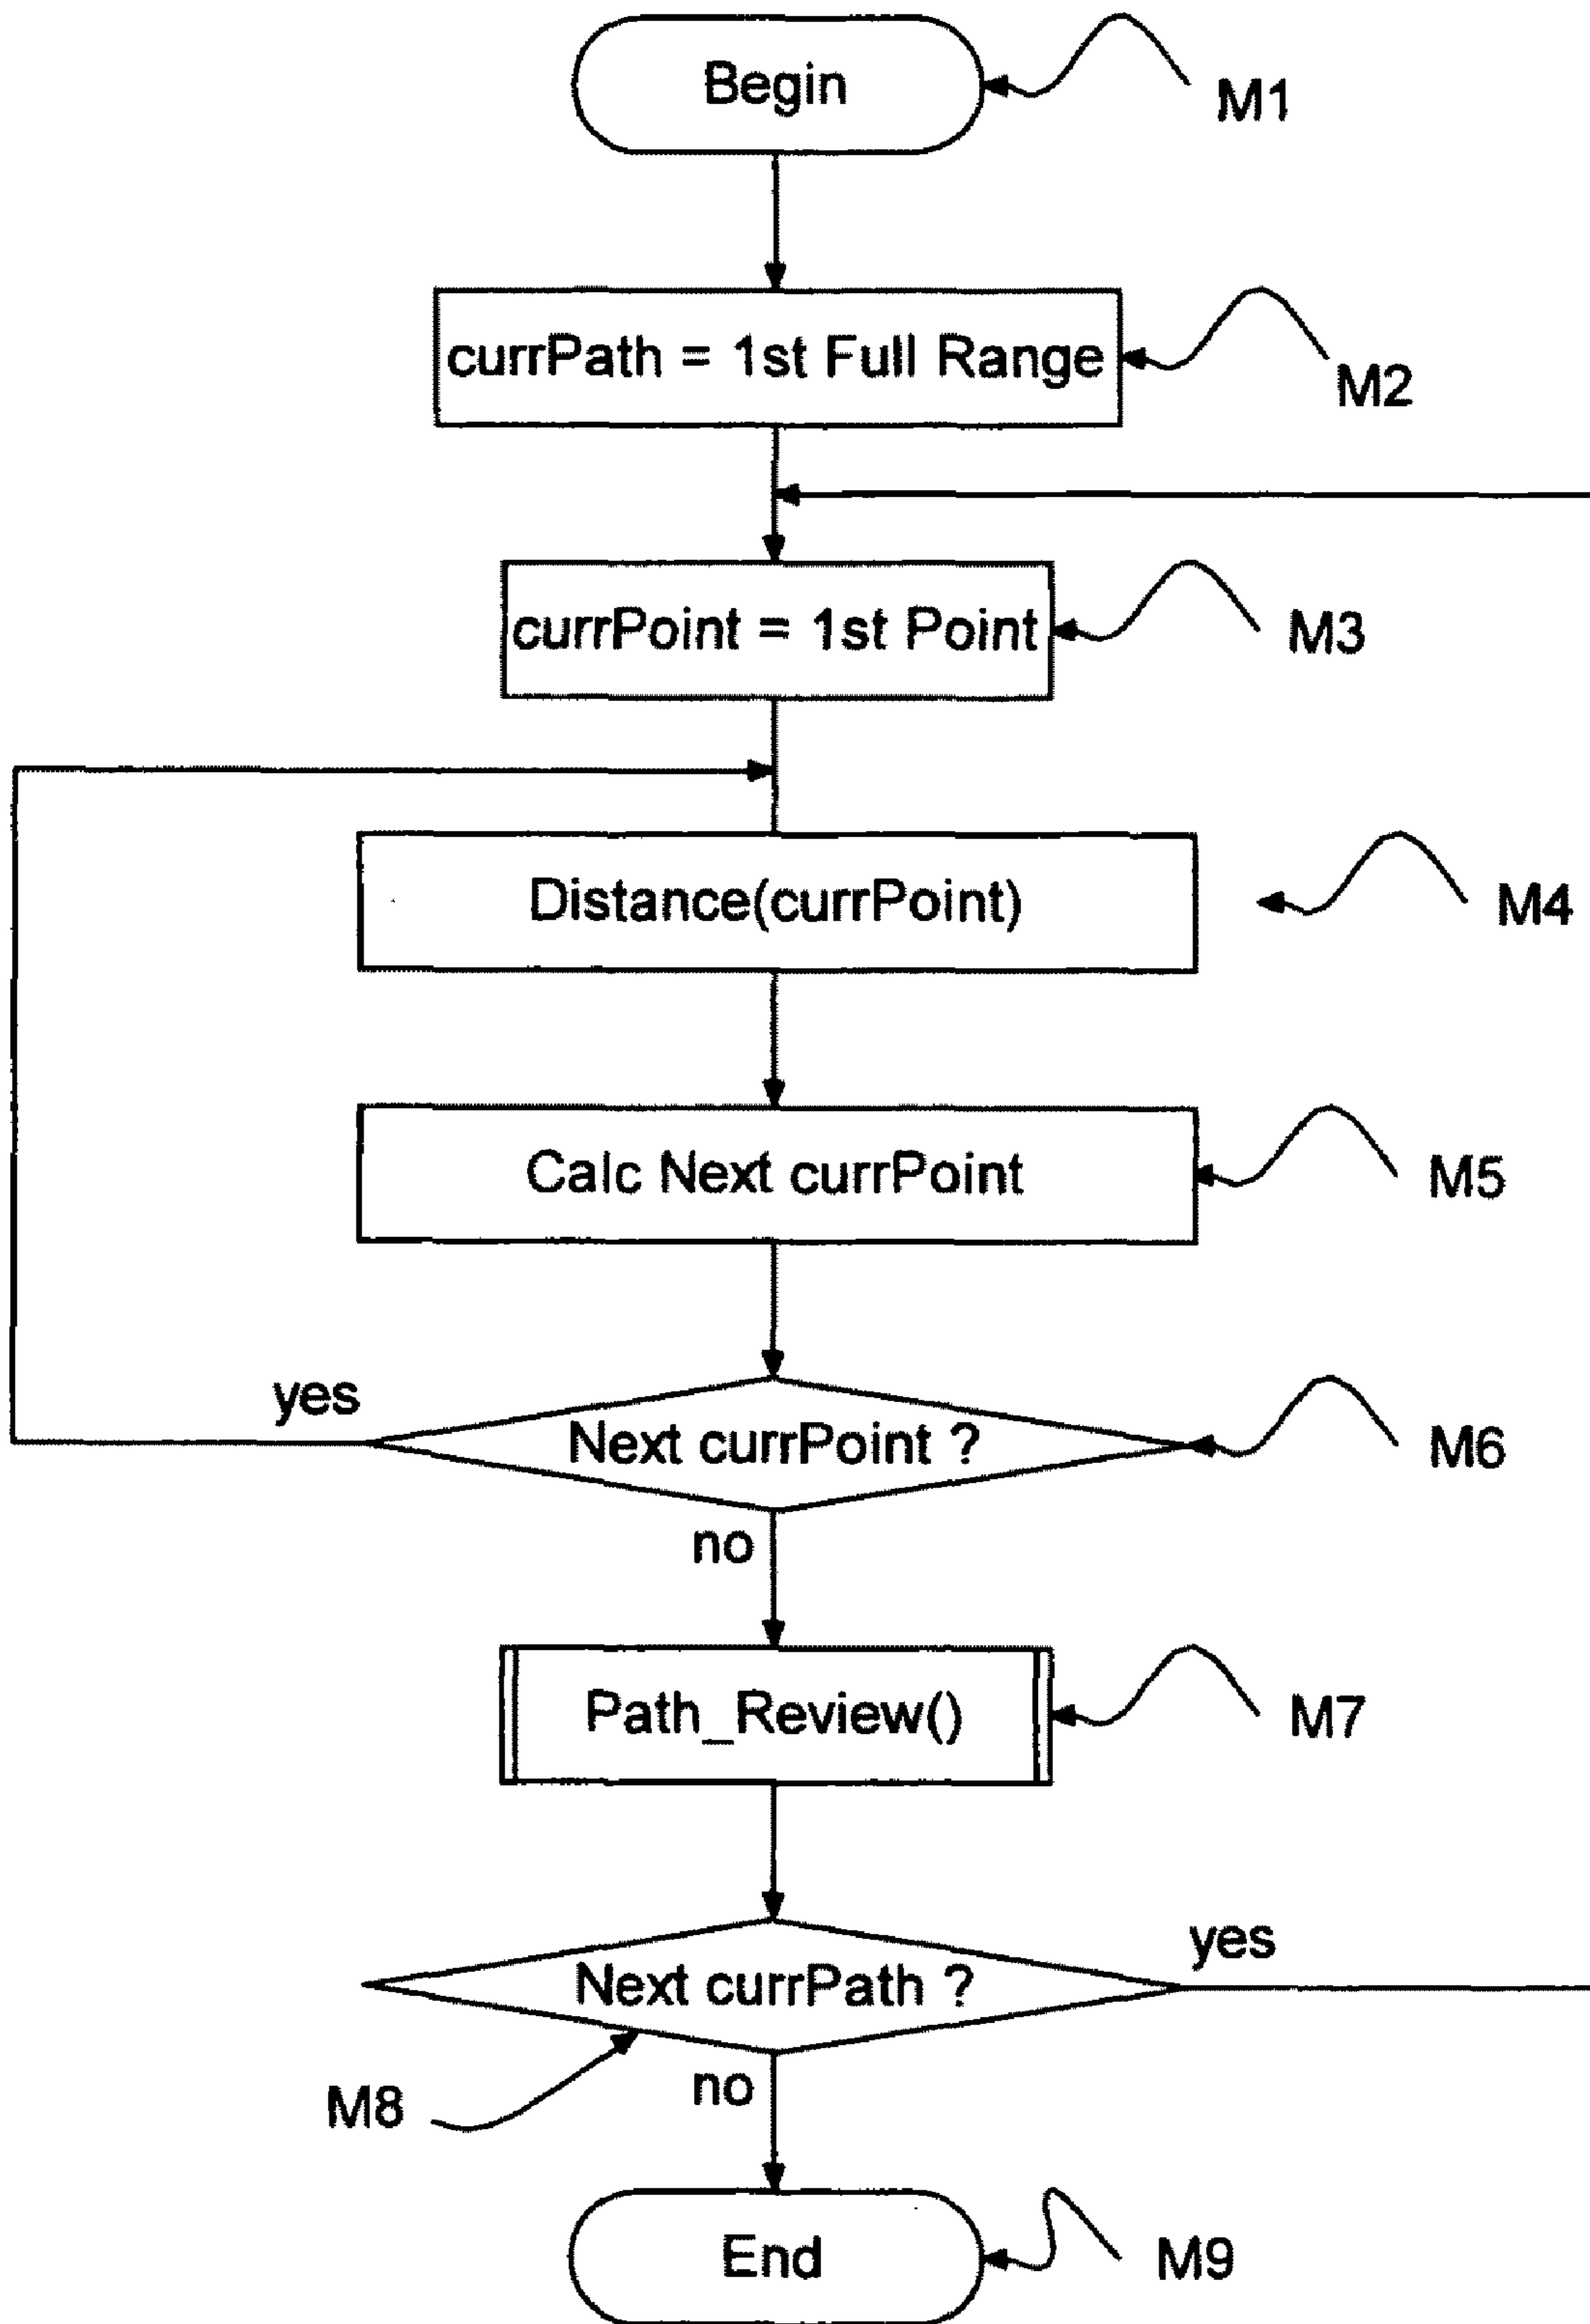 Begin
M1
currPath = 1st Full Range
M2
currPoint = 1st Point
M3
Distance(currPoint)
M4
Calc Next currPoint
M5
yes
Next currPoint ?
M6
no
Path_Review()
M7
yes
Next currPath ?
M8
no
End
M9